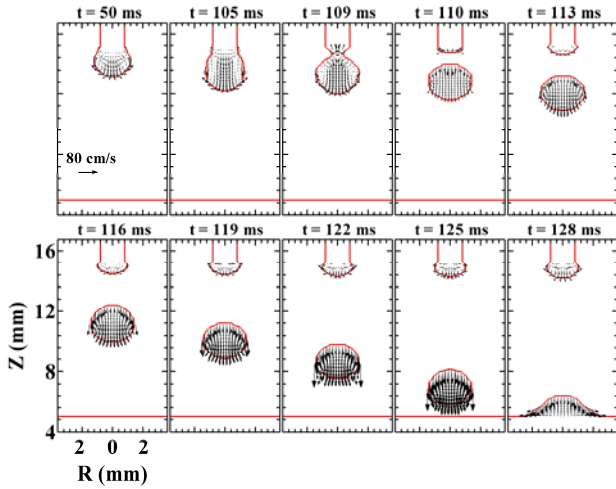 t = 50 ms t = 105 ms t = 109 ms t = 110 ms t = 113 ms
80 cm/s
t = 116 ms t = 119 ms t = 122 ms t = 125 ms t = 128 ms
16
12
8
4
Z (mm)
2 0 2
R (mm)